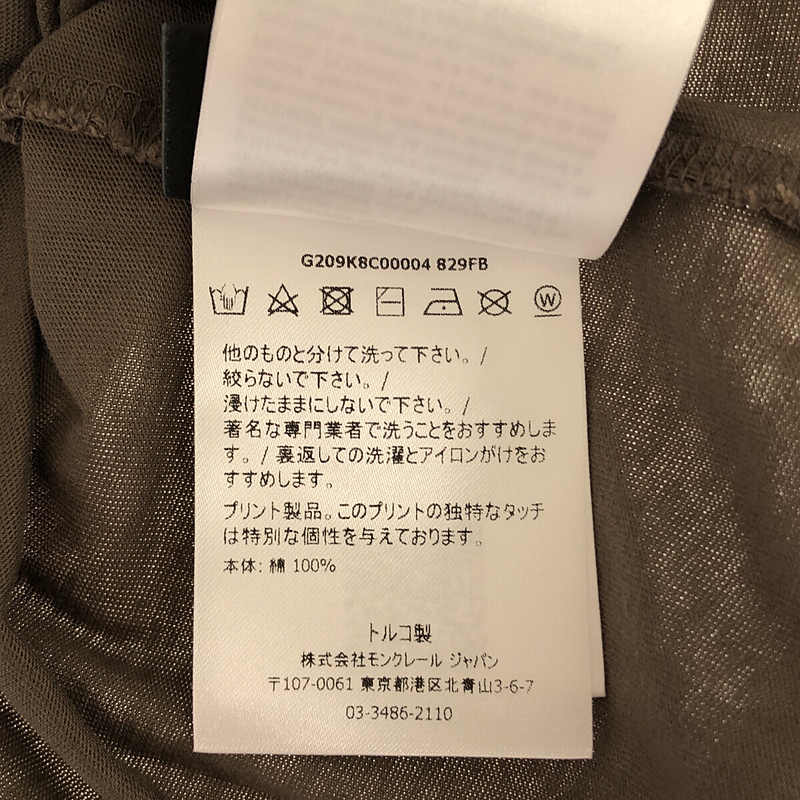 G209K8C00004 829FB
W
他のものと分けて洗って下さい。/
絞らないで下さい。/
浸けたままにしないで下さい。/
著名な専門業者で洗うことをおすすめしま
す。/ 裏返しての洗濯とアイロンがけをお
すすめします。
プリント製品。このプリントの独特なタッチ
は特別な個性を与えております。
本体: 綿 100%
トルコ製
株式会社モンクレール ジャパン
〒107-0061 東京都港区北青山3-6-7
03-3486-2110